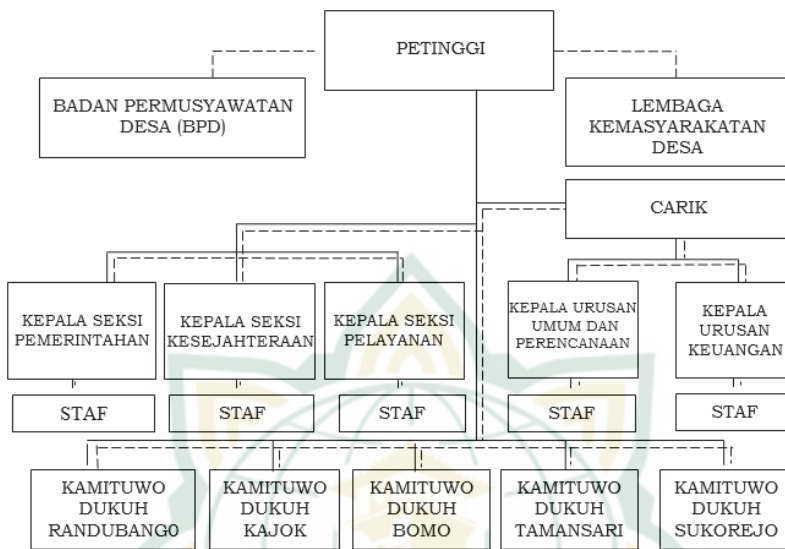 PETINGGI
BADAN PERMUSYAWATAN
DESA (BPD)
LEMBAGA
KEMASYARAKATAN
DESA
CARIK
KEPALA SEKSI
PEMERINTAHAN
KEPALA SEKSI
KESEJAHTERAAN
KEPALA SEKSI
PELAYANAN
KEPALA URUSAN
UMUM DAN
PERENCANAAN
KEPALA
URUSAN
KEUANGAN
STAF
STAF
STAF
STAF
STAF
KAMITUWO
DUKUH
RANDUBANG0
KAMITUWO
DUKUH
KAJOK
KAMITUWO
DUKUH
BOMO
KAMITUWO
DUKUH
TAMANSARI
KAMITUWO
DUKUH
SUKOREJO